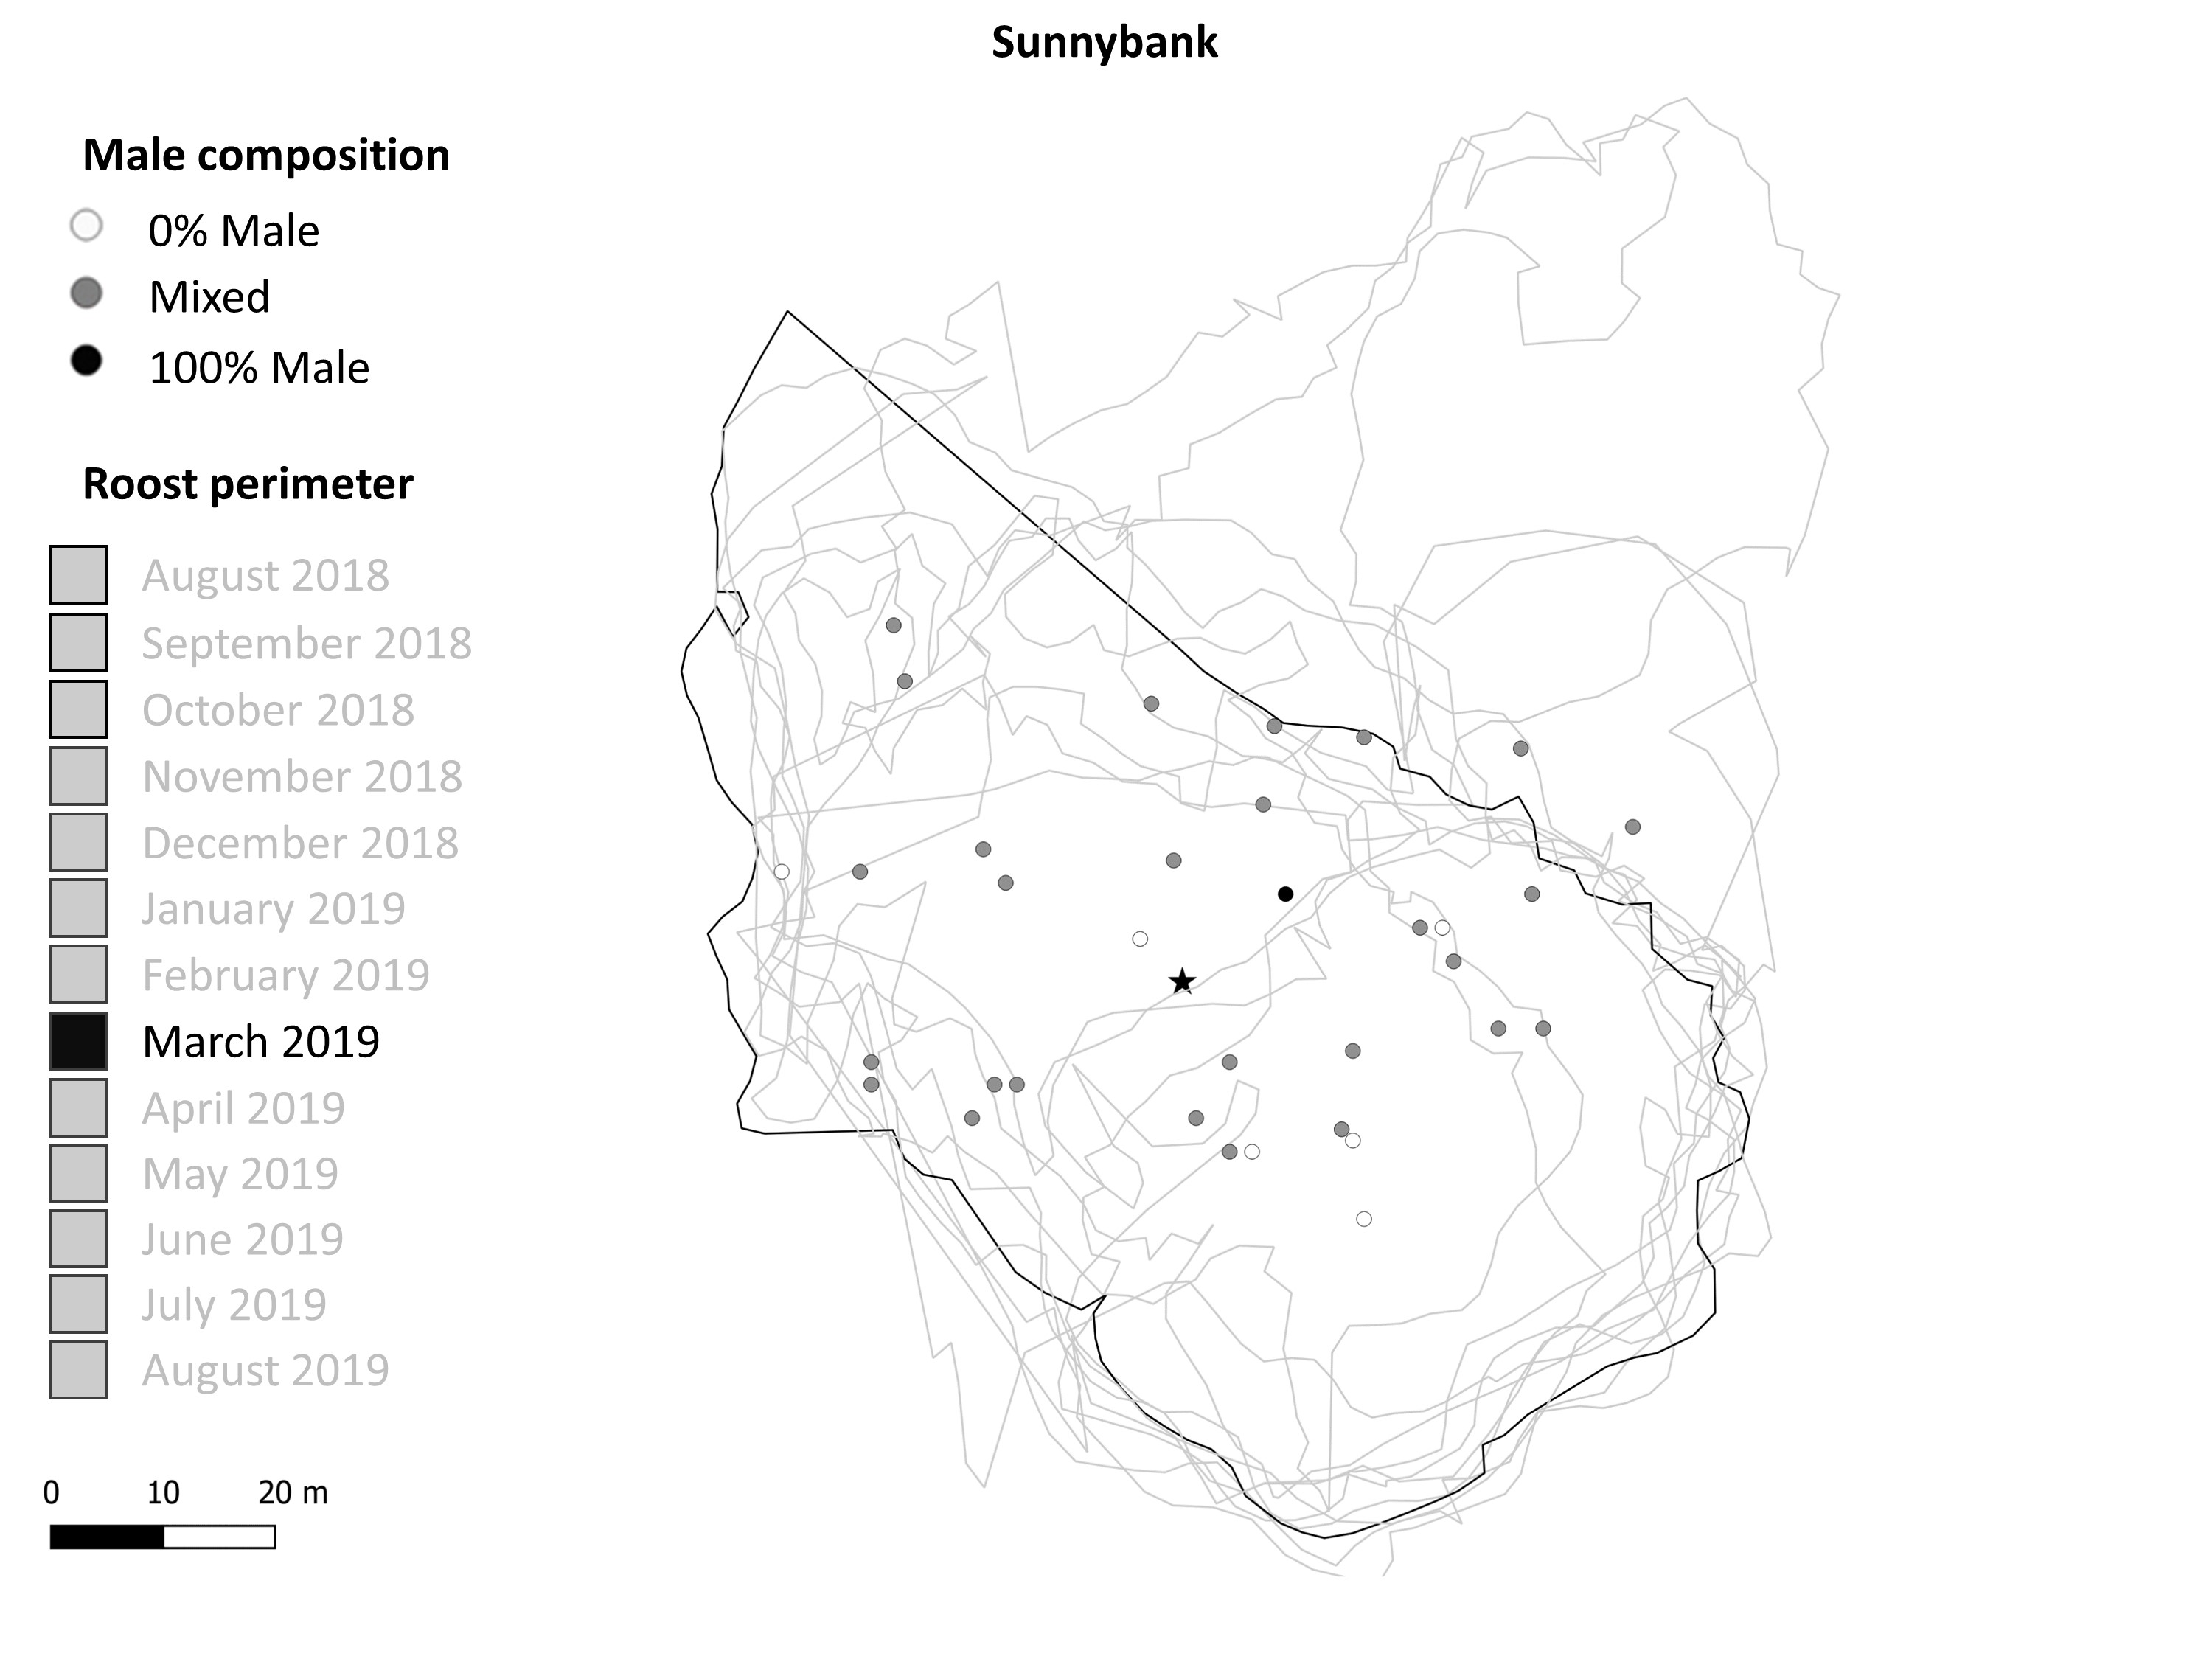 Sunnybank
Male composition
0% Male
Mixed
100% Male
Roost perimeter
August 2018
September 2018
October 2018
November 2018
December 2018
January 2019
February 2019
March 2019
April 2019
May 2019
June 2019
July 2019
August 2019
0 10 20 m